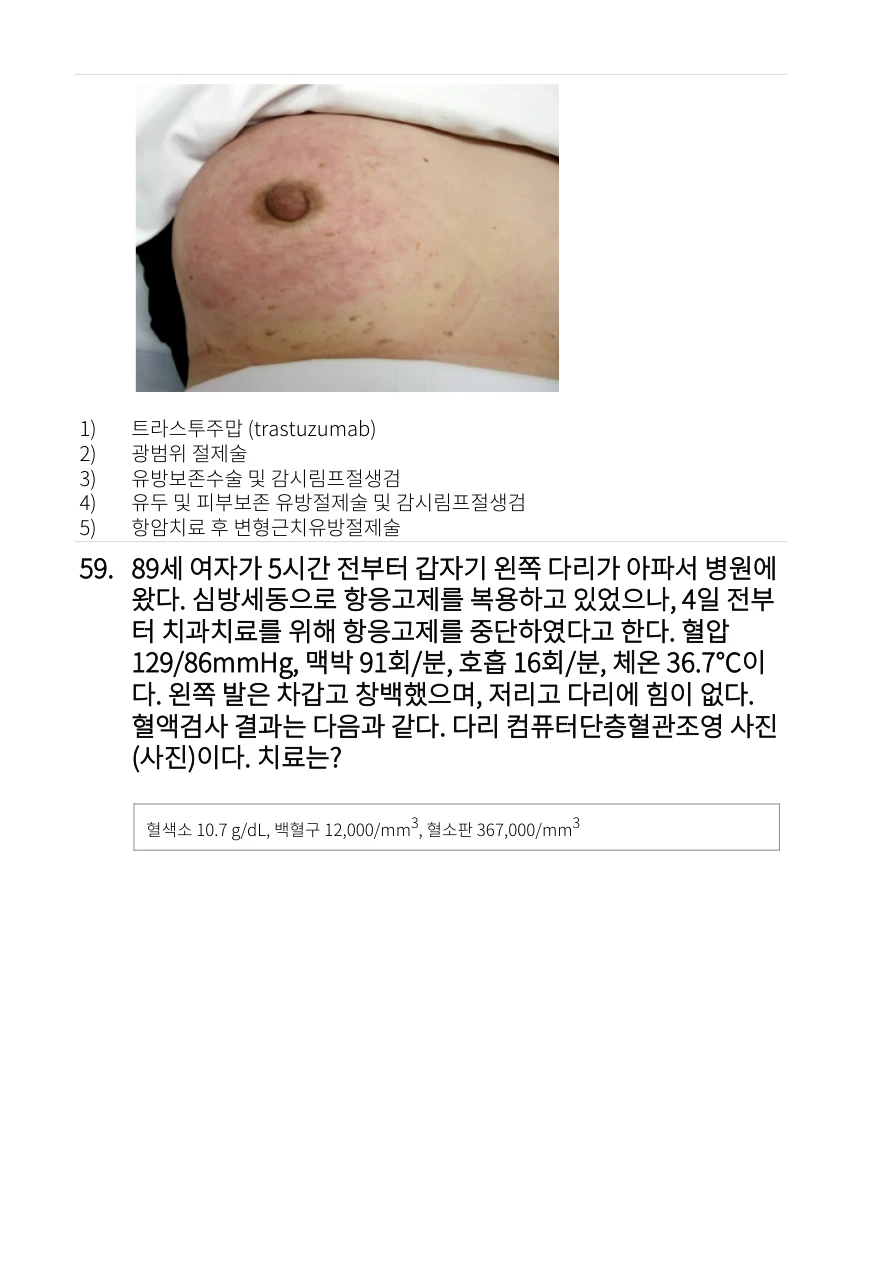 1) 트라스투주맙 (trastuzumab)
2) 광범위 절제술
3) 유방보존수술 및 감시림프절생검
4) 유두 및 피부보존 유방절제술 및 감시림프절생검
5) 항암치료 후 변형근치유방절제술
59. 89세 여자가 5시간 전부터 갑자기 왼쪽 다리가 아파서 병원에
왔다. 심방세동으로 항응고제를 복용하고 있었으나, 4일 전부
터 치과치료를 위해 항응고제를 중단하였다고 한다. 혈압
129/86mmHg, 맥박 91회/분, 호흡 16회/분, 체온 36.7℃이
다. 왼쪽 발은 차갑고 창백했으며, 저리고 다리에 힘이 없다.
혈액검사 결과는 다음과 같다. 다리 컴퓨터단층혈관조영 사진
(사진)이다. 치료는?
혈색소 10.7 g/dL, 백혈구 12,000/mm³, 혈소판 367,000/mm³